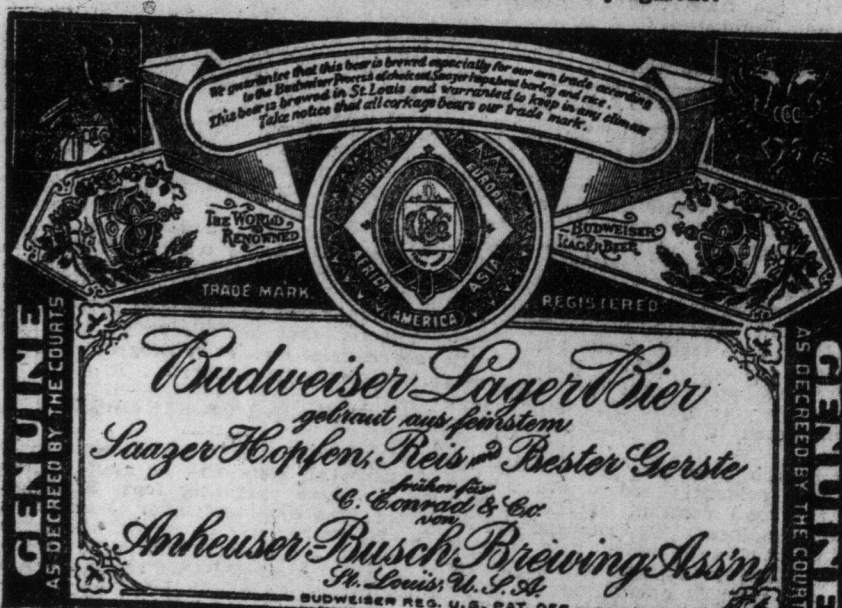 We guarantee that this beer is brewed especially for our own trade according
to the Budweiser Process of choicest Saazer hops, best barley and rice.
This beer is brewed in St. Louis and warranted to keep in any climate
Take notice that all corkage bears our trade mark.
AUSTRALIA
EUROPA
THE WORLD
RENOWNED
BUDWEISER
LAGER BEER
AFRICA
ASIA
TRADE MARK
REGISTERED
AMERICA
GENUINE
AS DECREED BY THE COURTS
Budweiser Lager Bier
gebraut aus feinstem
Saazer Hopfen, Reis und Bester Gerste
früher für
C. Conrad & Co.
von
Anheuser-Busch Brewing Ass'n
St. Louis, U.S.A.
BUDWEISER REG. U.S. PAT. OFF
GENUINE
AS DECREED BY THE COUR